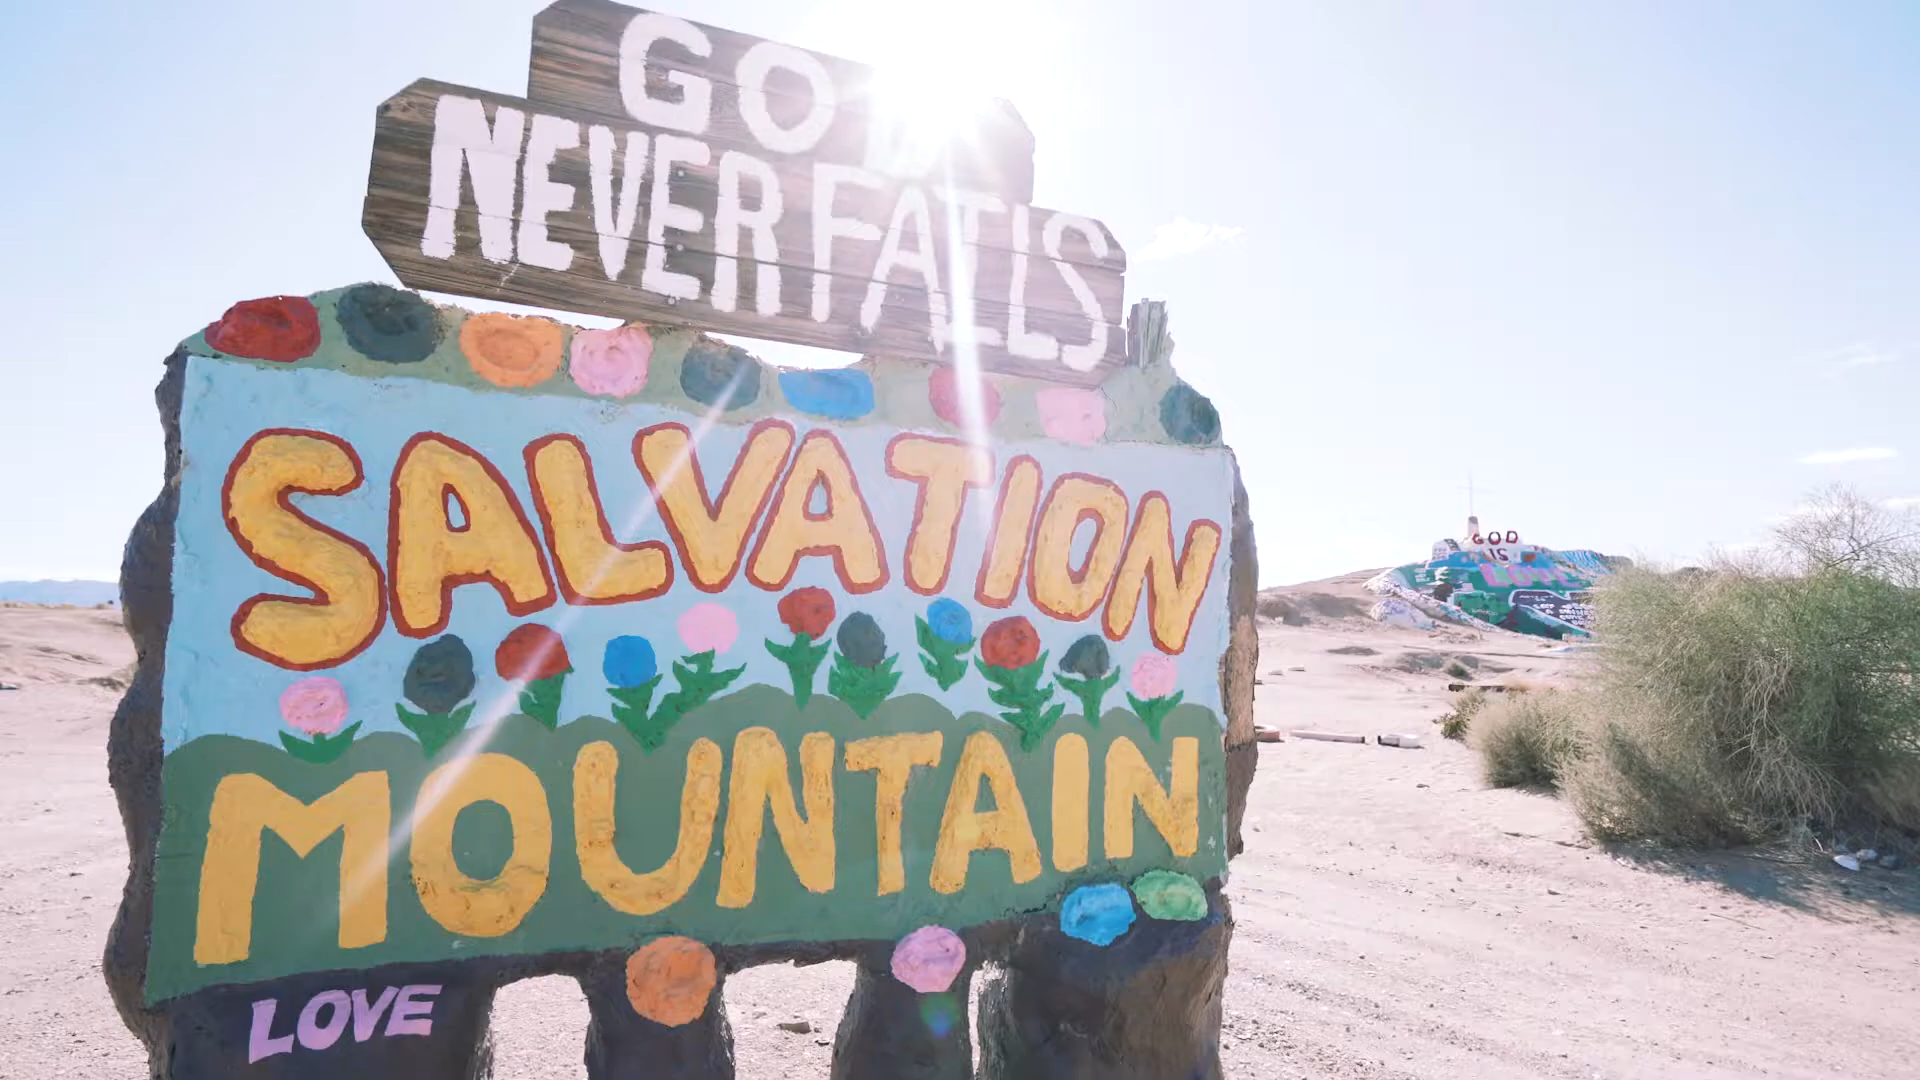 GOD
NEVER FAILS
SALVATION
MOUNTAIN
LOVE
GOD
IS
LOVE